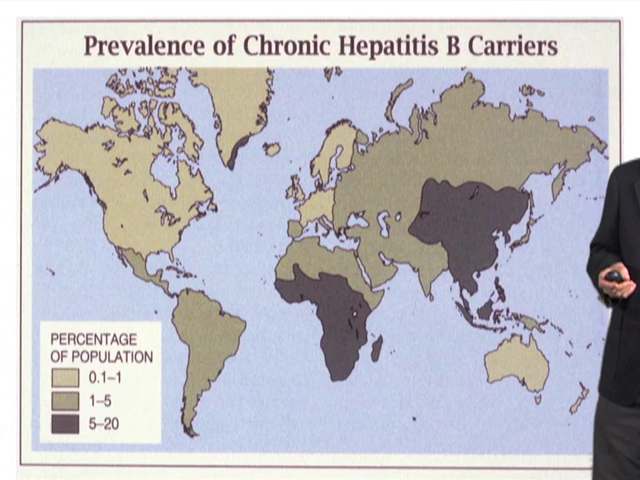 Prevalence of Chronic Hepatitis B Carriers
PERCENTAGE
OF POPULATION
0.1–1
1–5
5–20